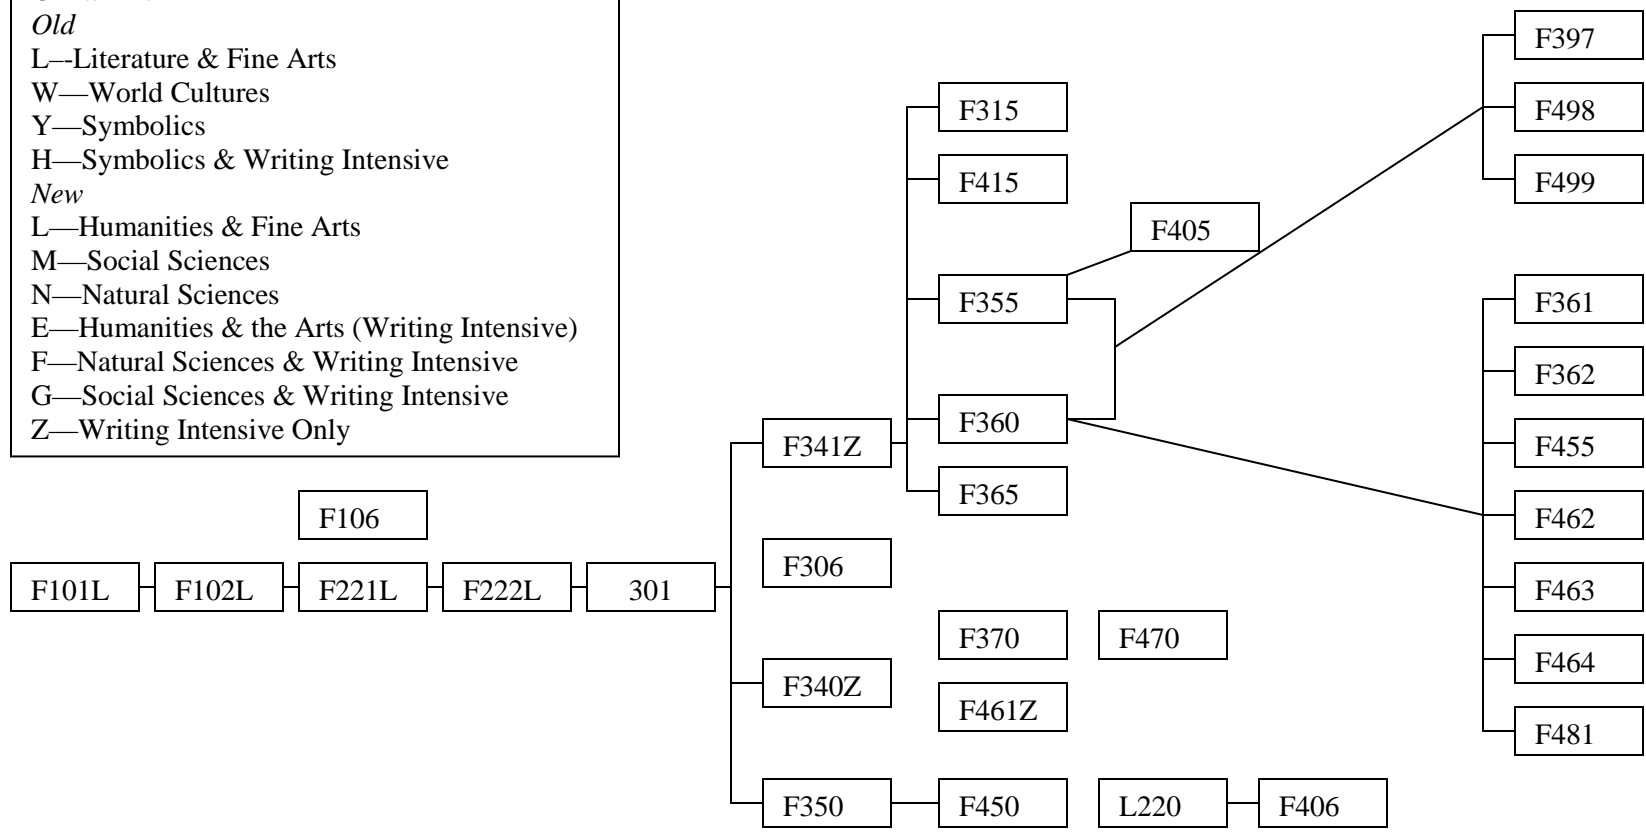 Old
L–-Literature & Fine Arts
W—World Cultures
Y—Symbolics
H—Symbolics & Writing Intensive
New
L—Humanities & Fine Arts
M—Social Sciences
N—Natural Sciences
E—Humanities & the Arts (Writing Intensive)
F—Natural Sciences & Writing Intensive
G—Social Sciences & Writing Intensive
Z—Writing Intensive Only
F106
F101L
F102L
F221L
F222L
301
F341Z
F306
F340Z
F350
F315
F415
F355
F360
F365
F405
F370
F470
F461Z
F450
L220
F406
F397
F498
F499
F361
F362
F455
F462
F463
F464
F481